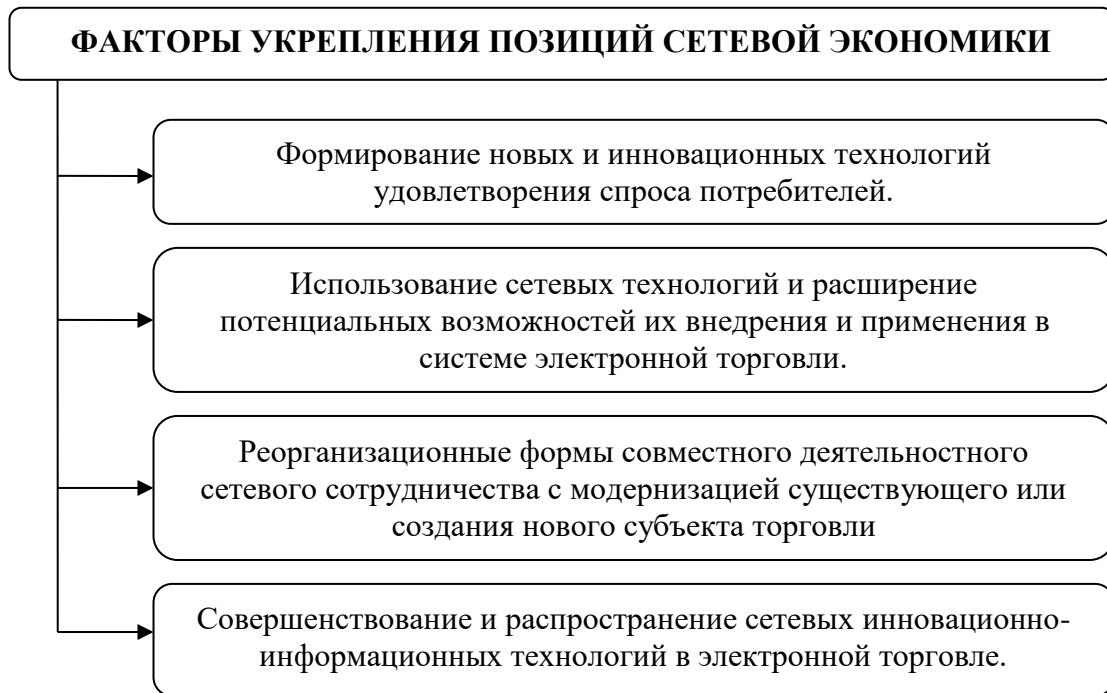 ФАКТОРЫ УКРЕПЛЕНИЯ ПОЗИЦИЙ СЕТЕВОЙ ЭКОНОМИКИ
Формирование новых и инновационных технологий
удовлетворения спроса потребителей.
Использование сетевых технологий и расширение
потенциальных возможностей их внедрения и применения в
системе электронной торговли.
Реорганизационные формы совместного деятельностного
сетевого сотрудничества с модернизацией существующего или
создания нового субъекта торговли
Совершенствование и распространение сетевых инновационно-
информационных технологий в электронной торговле.